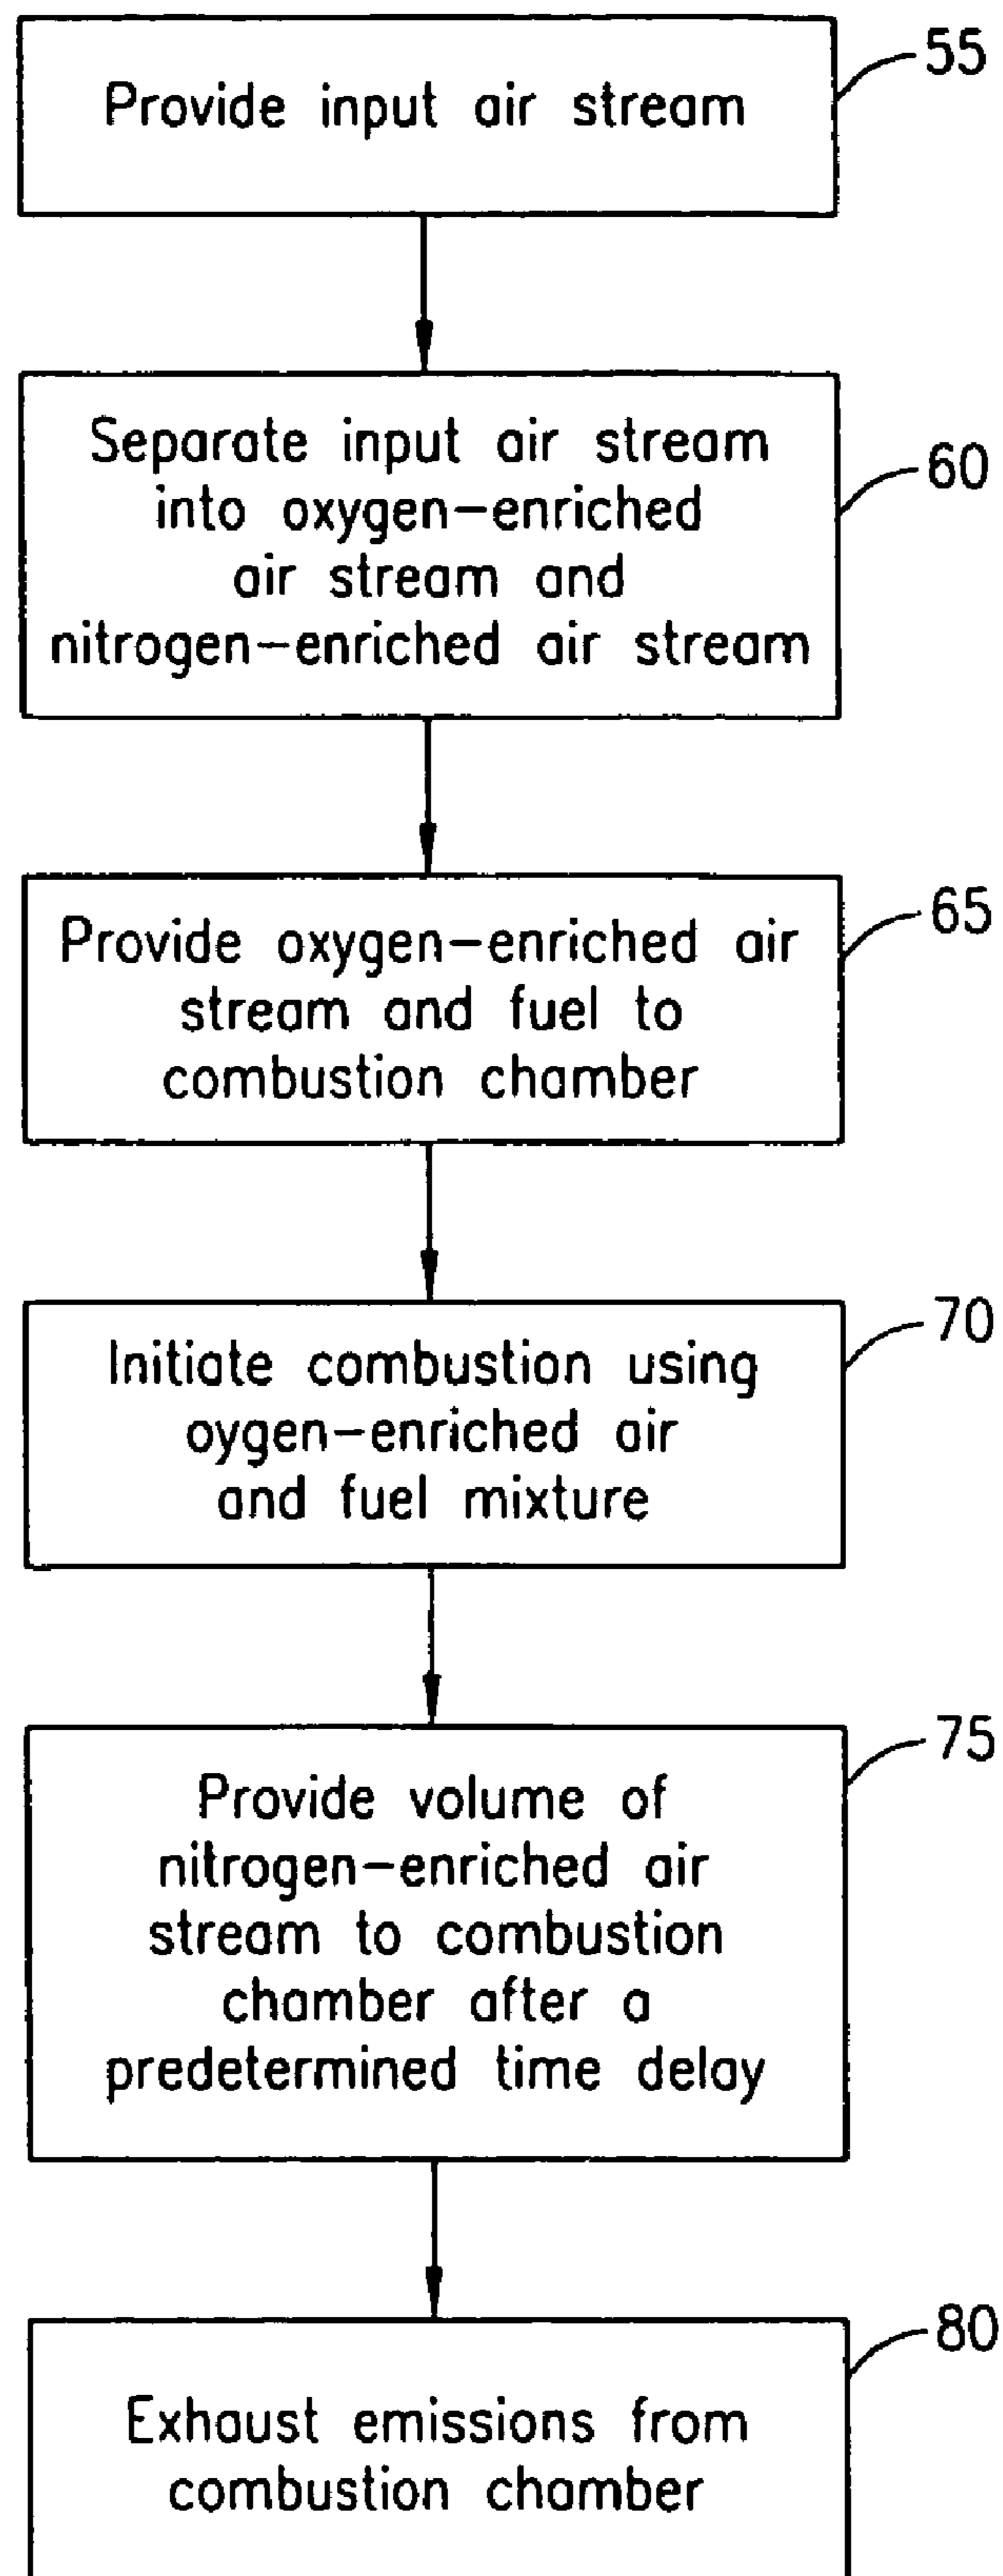 Provide input air stream
55
Separate input air stream
into oxygen-enriched
air stream and
nitrogen-enriched air stream
60
Provide oxygen-enriched air
stream and fuel to
combustion chamber
65
Initiate combustion using
oygen-enriched air
and fuel mixture
70
Provide volume of
nitrogen-enriched air
stream to combustion
chamber after a
predetermined time delay
75
Exhaust emissions from
combustion chamber
80